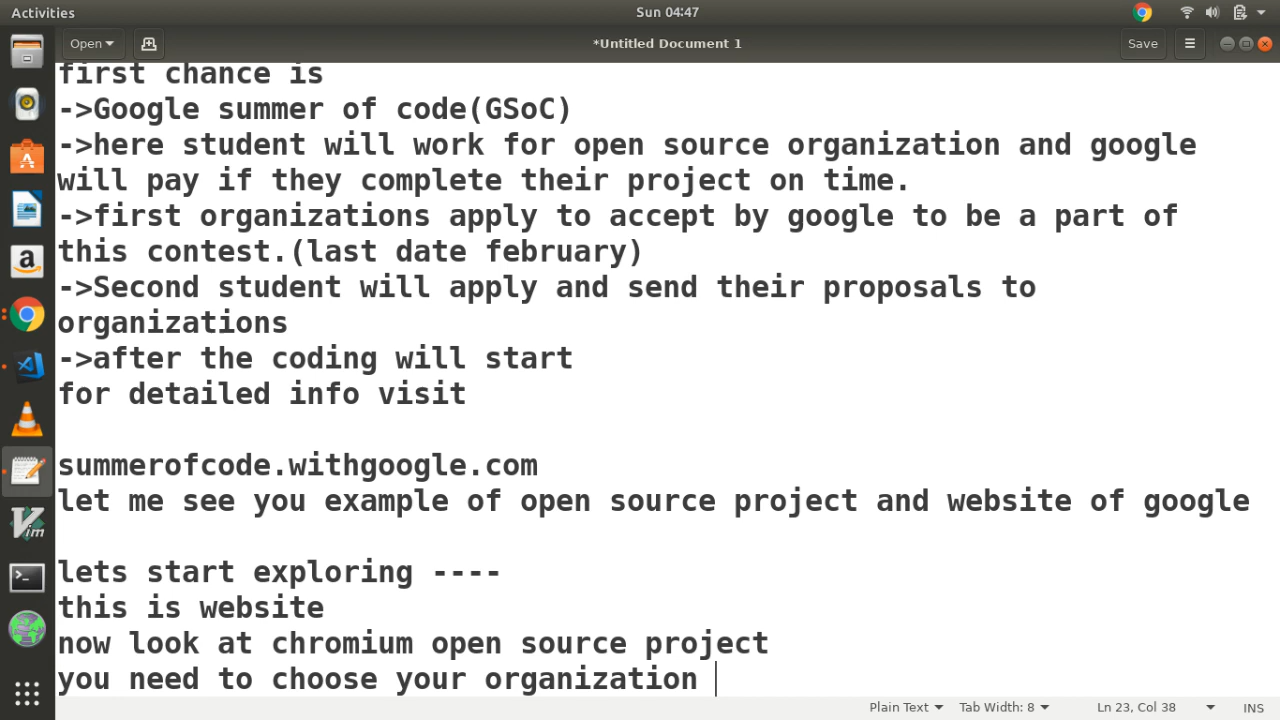 Activities
Sun 04:47
Open
*Untitled Document 1
Save
first chance is
->Google summer of code(GSoC)
->here student will work for open source organization and google
will pay if they complete their project on time.
->first organizations apply to accept by google to be a part of
this contest.(last date february)
->Second student will apply and send their proposals to
organizations
->after the coding will start
for detailed info visit
summerofcode.withgoogle.com
let me see you example of open source project and website of google
lets start exploring ----
this is website
now look at chromium open source project
you need to choose your organization
Plain Text
Tab Width: 8
Ln 23, Col 38
INS